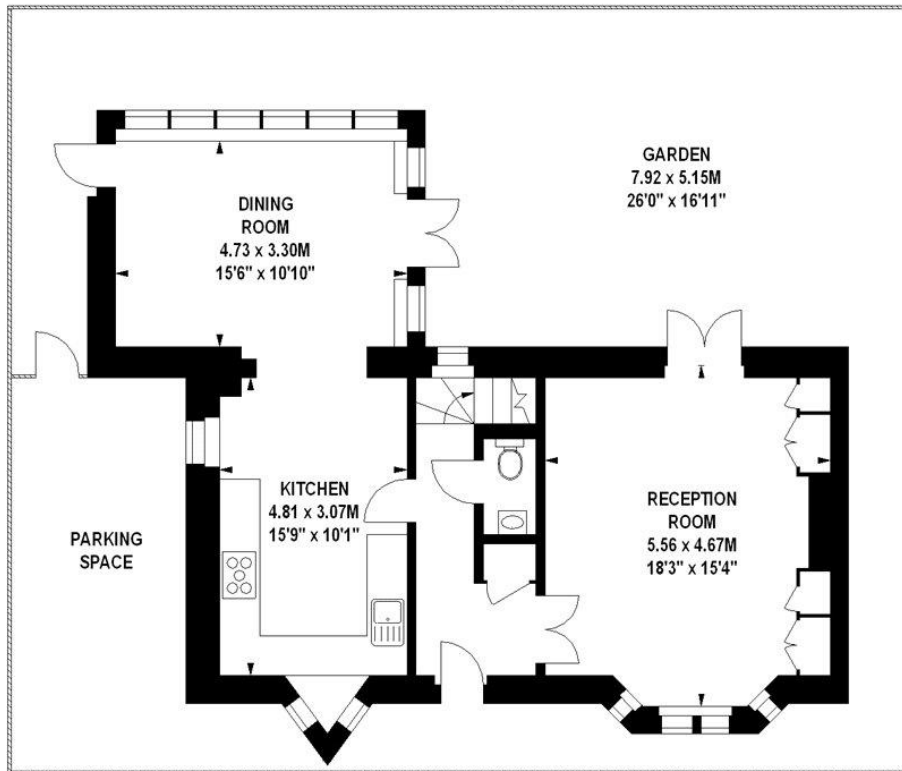 GARDEN
7.92 x 5.15M
26'0" x 16'11"
DINING
ROOM
4.73 x 3.30M
15'6" x 10'10"
KITCHEN
4.81 x 3.07M
15'9" x 10'1"
RECEPTION
ROOM
5.56 x 4.67M
18'3" x 15'4"
PARKING
SPACE